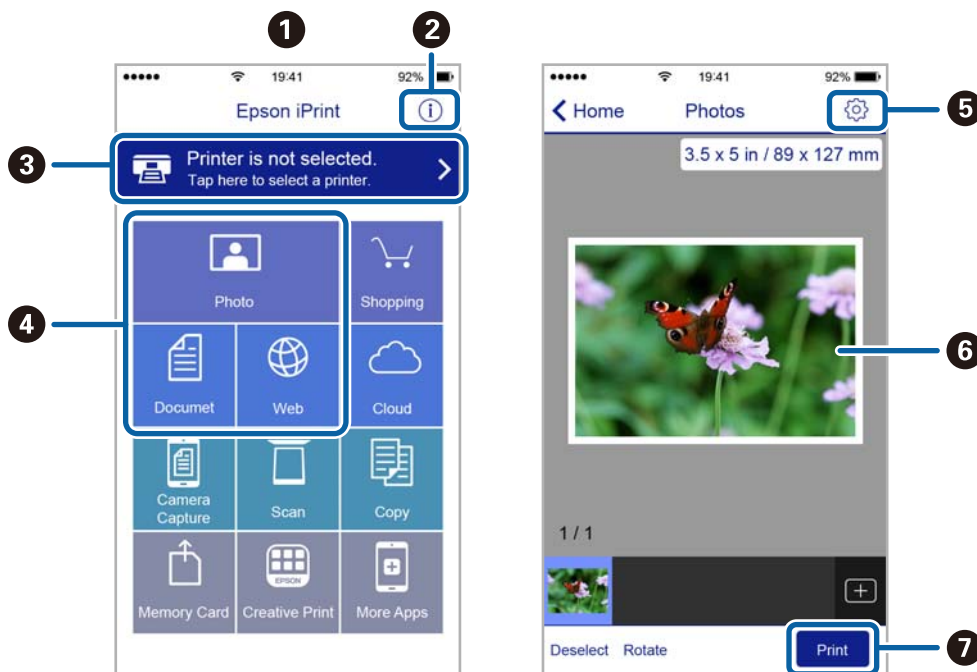 1
2
19:41
92%
Epson iPrint
i
3
Printer is not selected.
Tap here to select a printer.
4
Photo
Shopping
Documet
Web
Cloud
Camera
Capture
Scan
Copy
EPSON
Memory Card
Creative Print
More Apps
19:41
92%
Home
Photos
5
3.5 x 5 in / 89 x 127 mm
6
1 / 1
Deselect
Rotate
Print
7